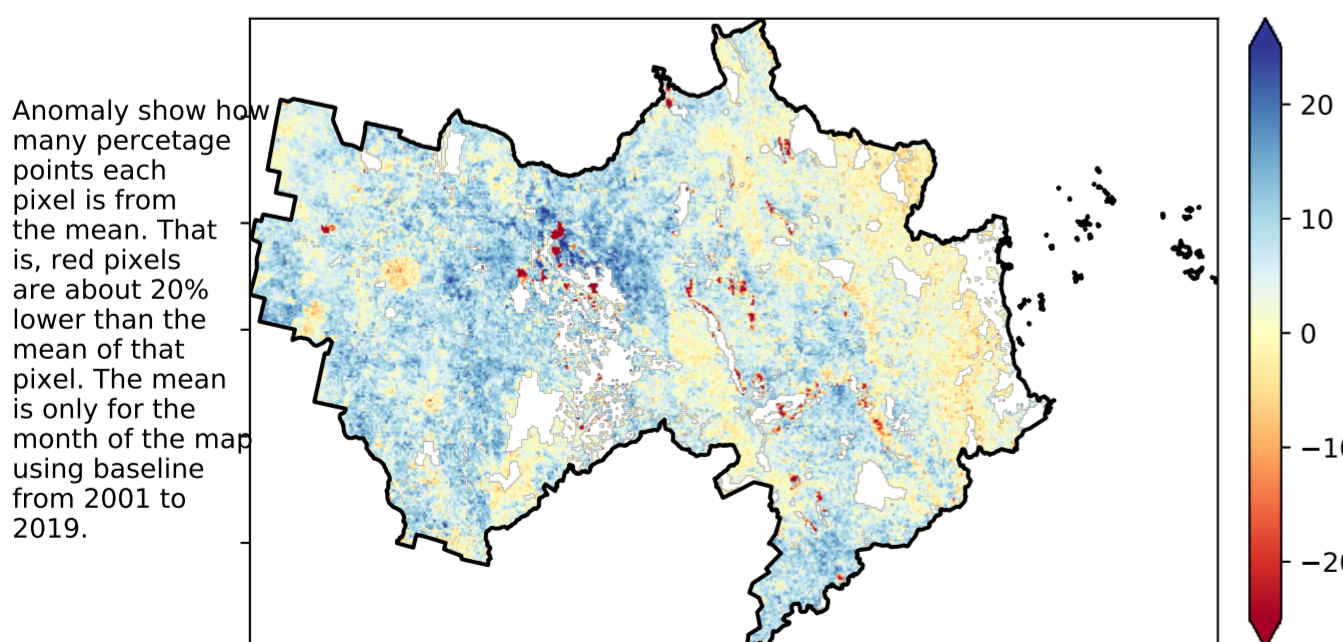 Anomaly show how
many percetage
points each
pixel is from
the mean. That
is, red pixels
are about 20%
lower than the
mean of that
pixel. The mean
is only for the
month of the map
using baseline
from 2001 to
2019.
20
10
0
−10
−20